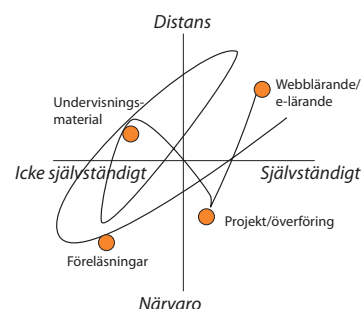 Distans
Webblärande/
e-lärande
Undervisnings-
material
Icke självständigt
Självständigt
Projekt/överföring
Föreläsningar
Närvaro